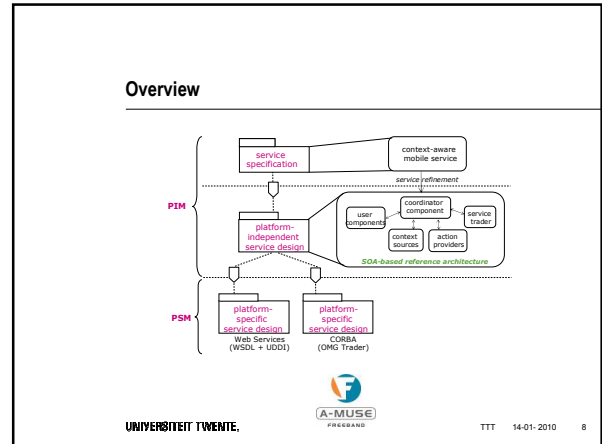 Overview
service
specification
context-aware
mobile service
service refinement
PIM
platform-
independent
service design
coordinator
component
user
components
service
trader
context
sources
action
providers
SOA-based reference architecture
PSM
platform-
specific
service design
platform-
specific
service design
Web Services
(WSDL + UDDI)
CORBA
(OMG Trader)
A-MUSE
FREEBAND
UNIVERSITEIT TWENTE.
TTT 14-01-2010 8